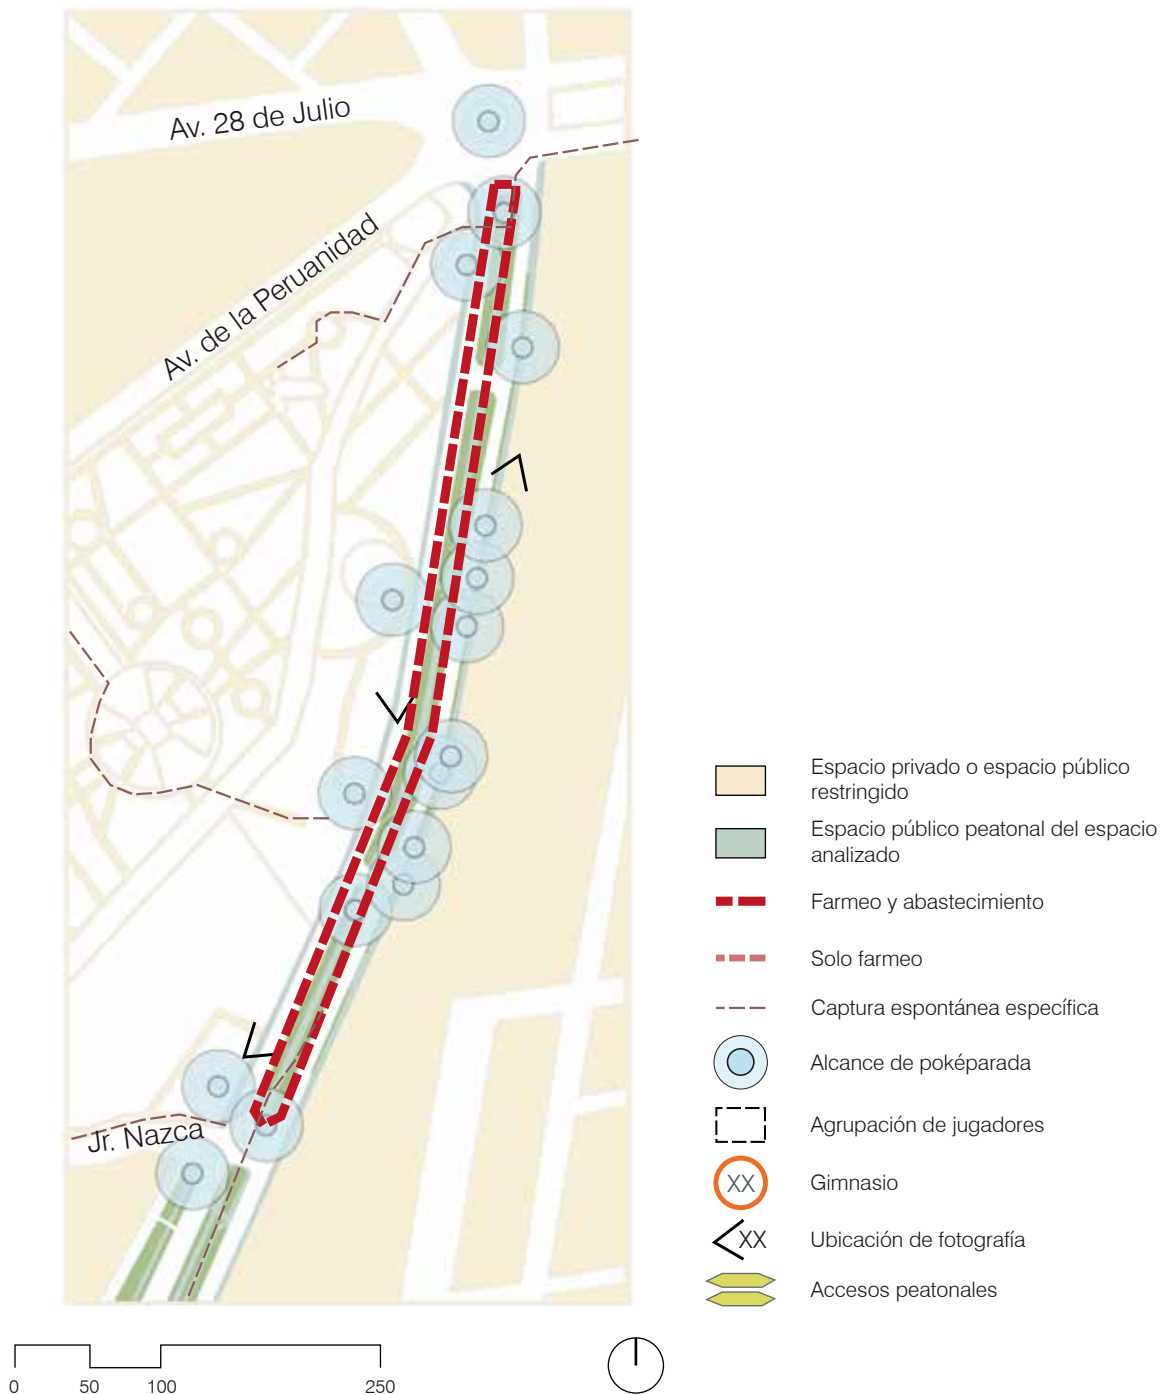 Av. 28 de Julio
Av. de la Peruanidad
Jr. Nazca
Espacio privado o espacio público
restringido
Espacio público peatonal del espacio
analizado
Farmeo y abastecimiento
Solo farmeo
Captura espontánea específica
Alcance de poképarada
Agrupación de jugadores
XX Gimnasio
XX Ubicación de fotografía
Accesos peatonales
0 50 100 250